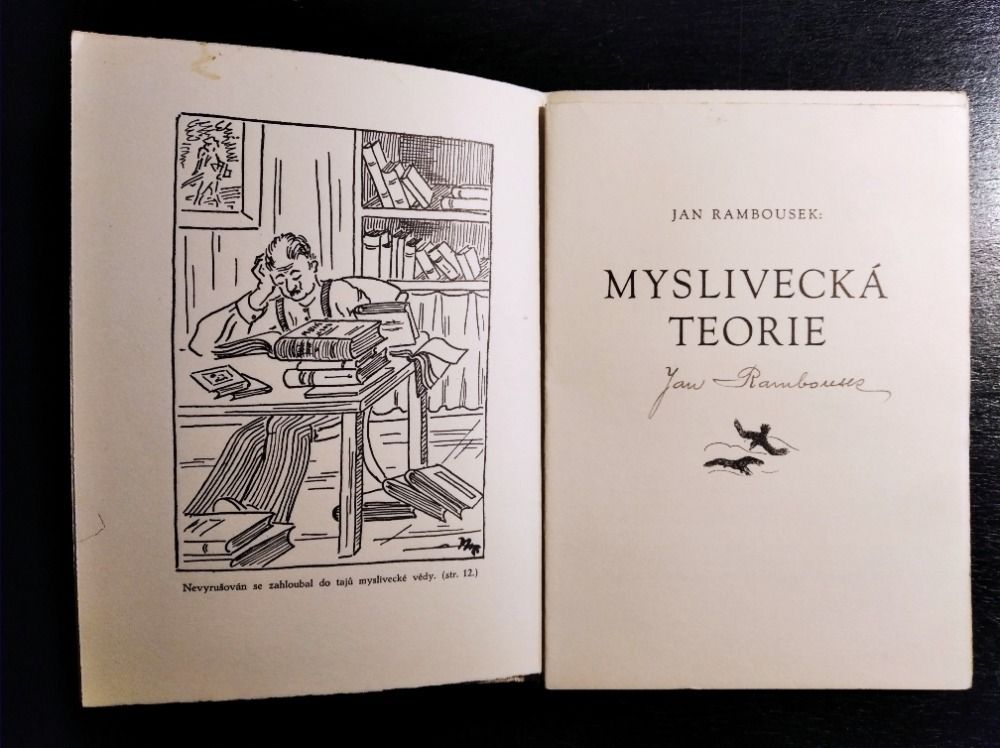 Nevyrušován se zahloubal do tajů myslivecké vědy. (str. 12.)
JAN RAMBOUSEK:
MYSLIVECKÁ
TEORIE
Jan Rambousek